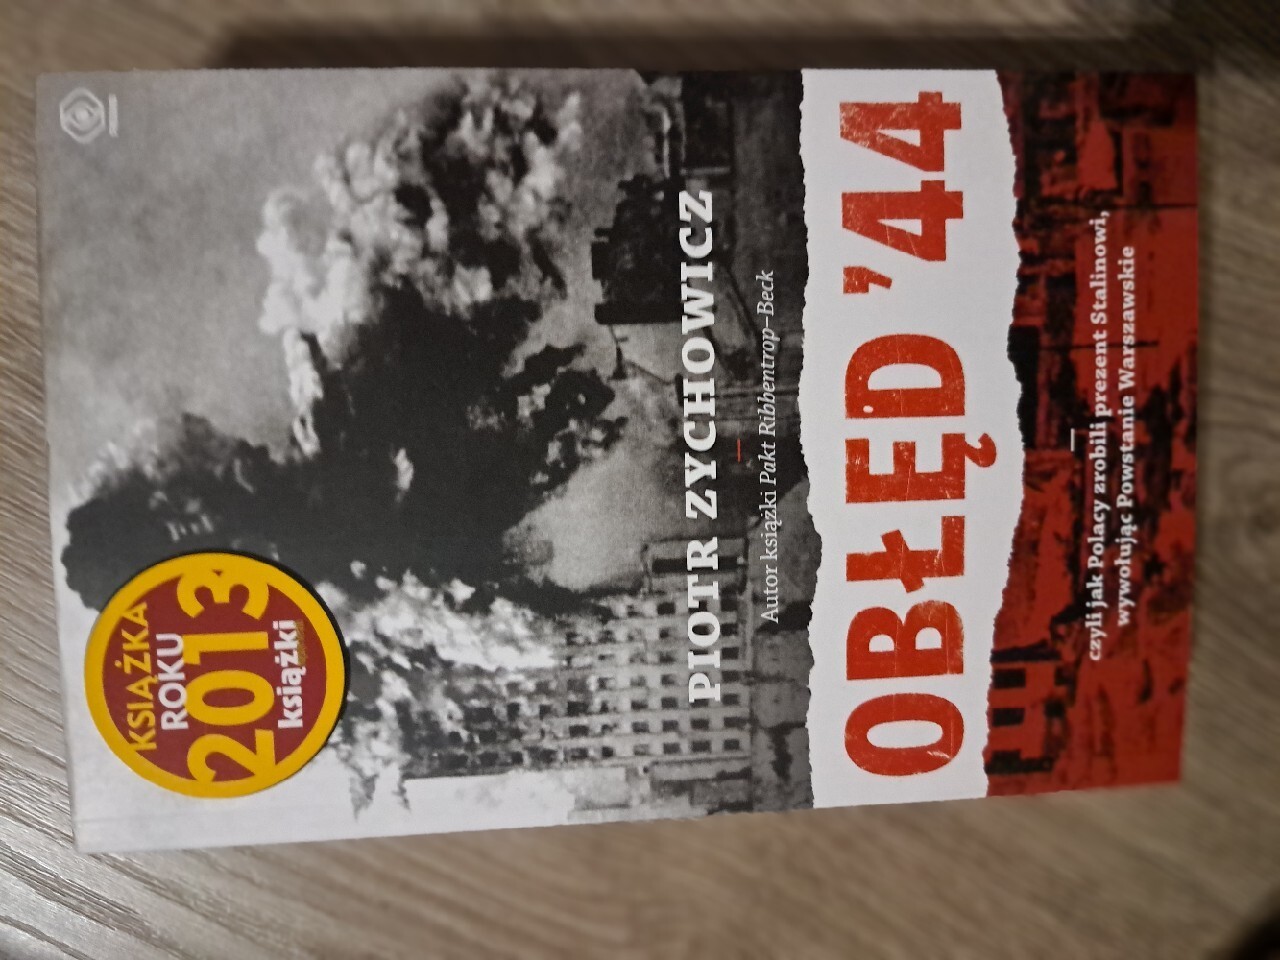 KSIĄŻKA
ROKU
2013
książki
PIOTR ZYCHOWICZ
Autor książki Pakt Ribbentrop–Beck
OBŁĘD ’44
czyli jak Polacy zrobili prezent Stalinowi,
wywołując Powstanie Warszawskie